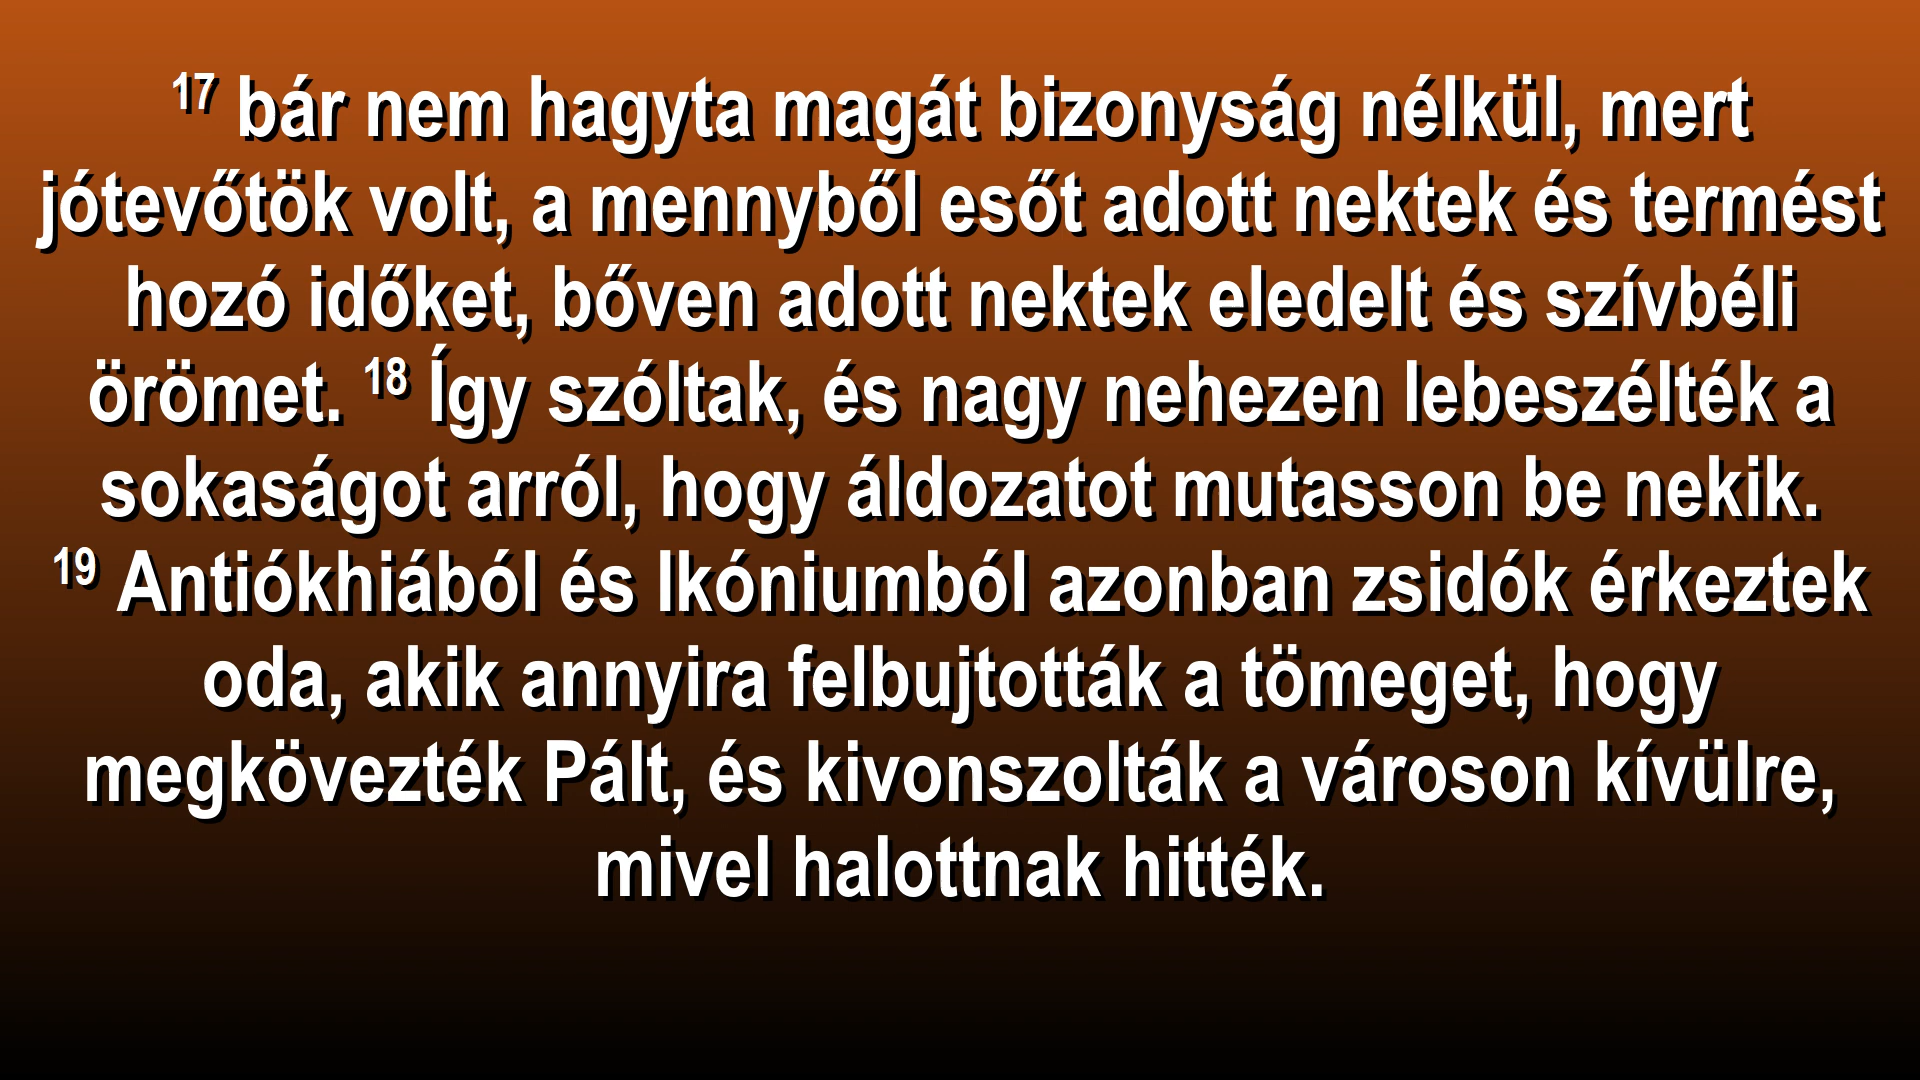 17 bár nem hagyta magát bizonyság nélkül, mert
jótevőtök volt, a mennyből esőt adott nektek és termést
hozó időket, bőven adott nektek eledelt és szívbéli
örömet. 18 Így szóltak, és nagy nehezen lebeszélték a
sokaságot arról, hogy áldozatot mutasson be nekik.
19 Antiókhiából és Ikóniumból azonban zsidók érkeztek
oda, akik annyira felbujtották a tömeget, hogy
megkövezték Pált, és kivonszolták a városon kívülre,
mivel halottnak hitték.